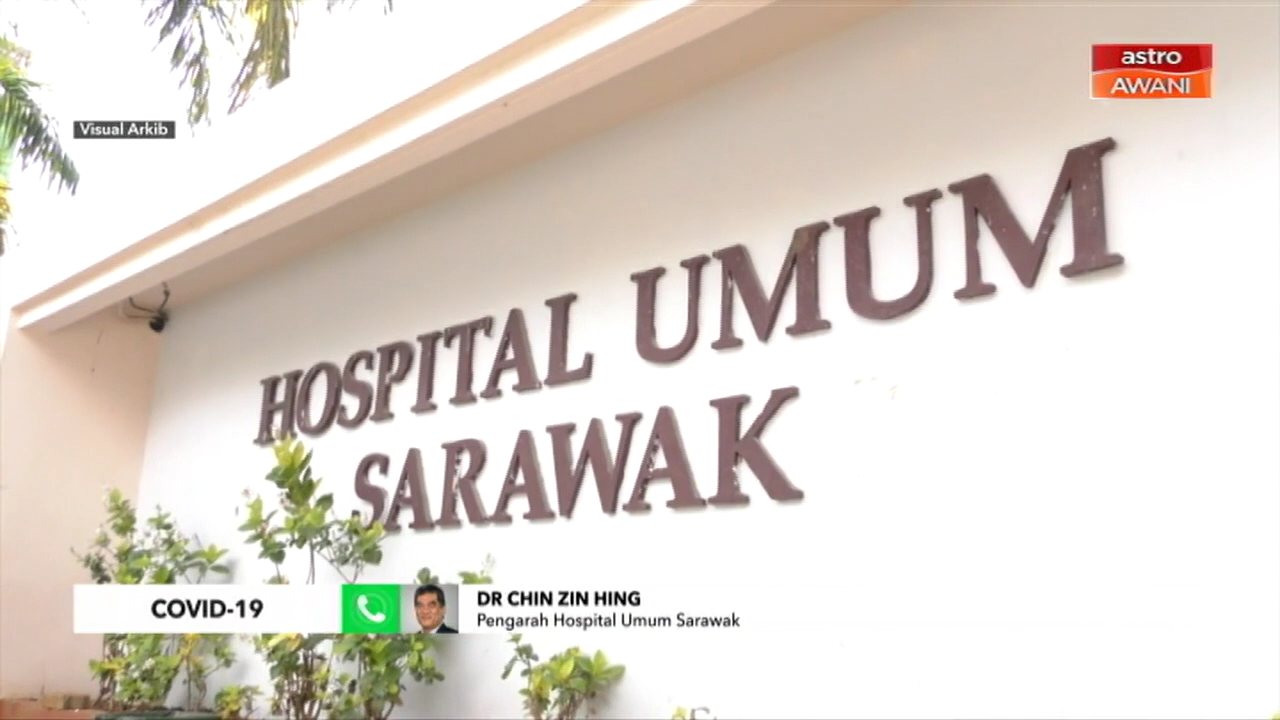 astro
AWANI
Visual Arkib
HOSPITAL UMUM
SARAWAK
COVID-19
DR CHIN ZIN HING
Pengarah Hospital Umum Sarawak